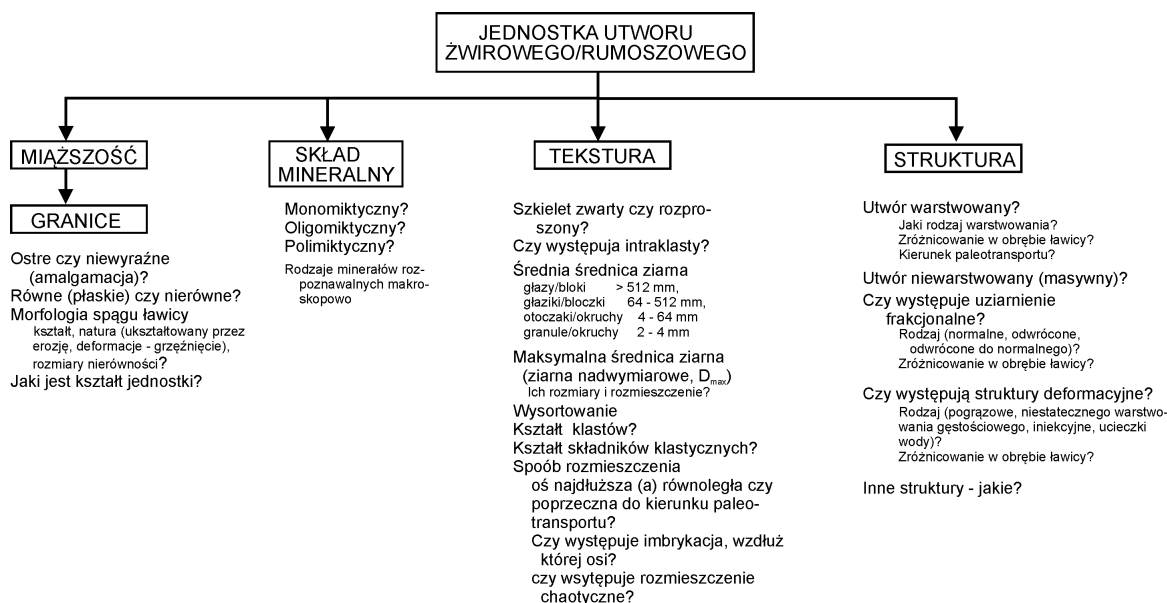 JEDNOSTKA UTWORU
ŻWIROWEGO/RUMOSZOWEGO
MIĄŻSZOŚĆ
GRANICE
Ostre czy niewyraźne
(amalgamacja)?
Równe (płaskie) czy nierówne?
Morfologia spągu ławicy
kształt, natura (ukształtowany przez
erozję, deformacje - grzęźnięcie),
rozmiary nierówności?
Jaki jest kształt jednostki?
SKŁAD
MINERALNY
Monomiktyczny?
Oligomiktyczny?
Polimiktyczny?
Rodzaje minerałów roz-
poznawalnych makro-
skopowo
TEKSTURA
Szkielet zwarty czy rozpro-
szony?
Czy występuja intraklasty?
Średnia średnica ziarna
głazy/bloki > 512 mm,
głaziki/bloczki 64 - 512 mm,
otoczaki/okruchy 4 - 64 mm
granule/okruchy 2 - 4 mm
Maksymalna średnica ziarna
(ziarna nadwymiarowe, Dmax)
Ich rozmiary i rozmieszczenie?
Wysortowanie
Kształt klastów?
Kształt składników klastycznych?
Spoób rozmieszczenia
oś najdłuższa (a) równoległa czy
poprzeczna do kierunku paleo-
transportu?
Czy występuje imbrykacja, wzdłuż
której osi?
czy wsytępuje rozmieszczenie
chaotyczne?
STRUKTURA
Utwór warstwowany?
Jaki rodzaj warstwowania?
Zróżnicowanie w obrębie ławicy?
Kierunek paleotransportu?
Utwór niewarstwowany (masywny)?
Czy występuje uziarnienie
frakcjonalne?
Rodzaj (normalne, odwrócone,
odwrócone do normalnego)?
Zróżnicowanie w obrębie ławicy?
Czy występują struktury deformacyjne?
Rodzaj (pogrązowe, niestatecznego warstwo-
wania gęstościowego, iniekcyjne, ucieczki
wody)?
Zróżnicowanie w obrębie ławicy?
Inne struktury - jakie?